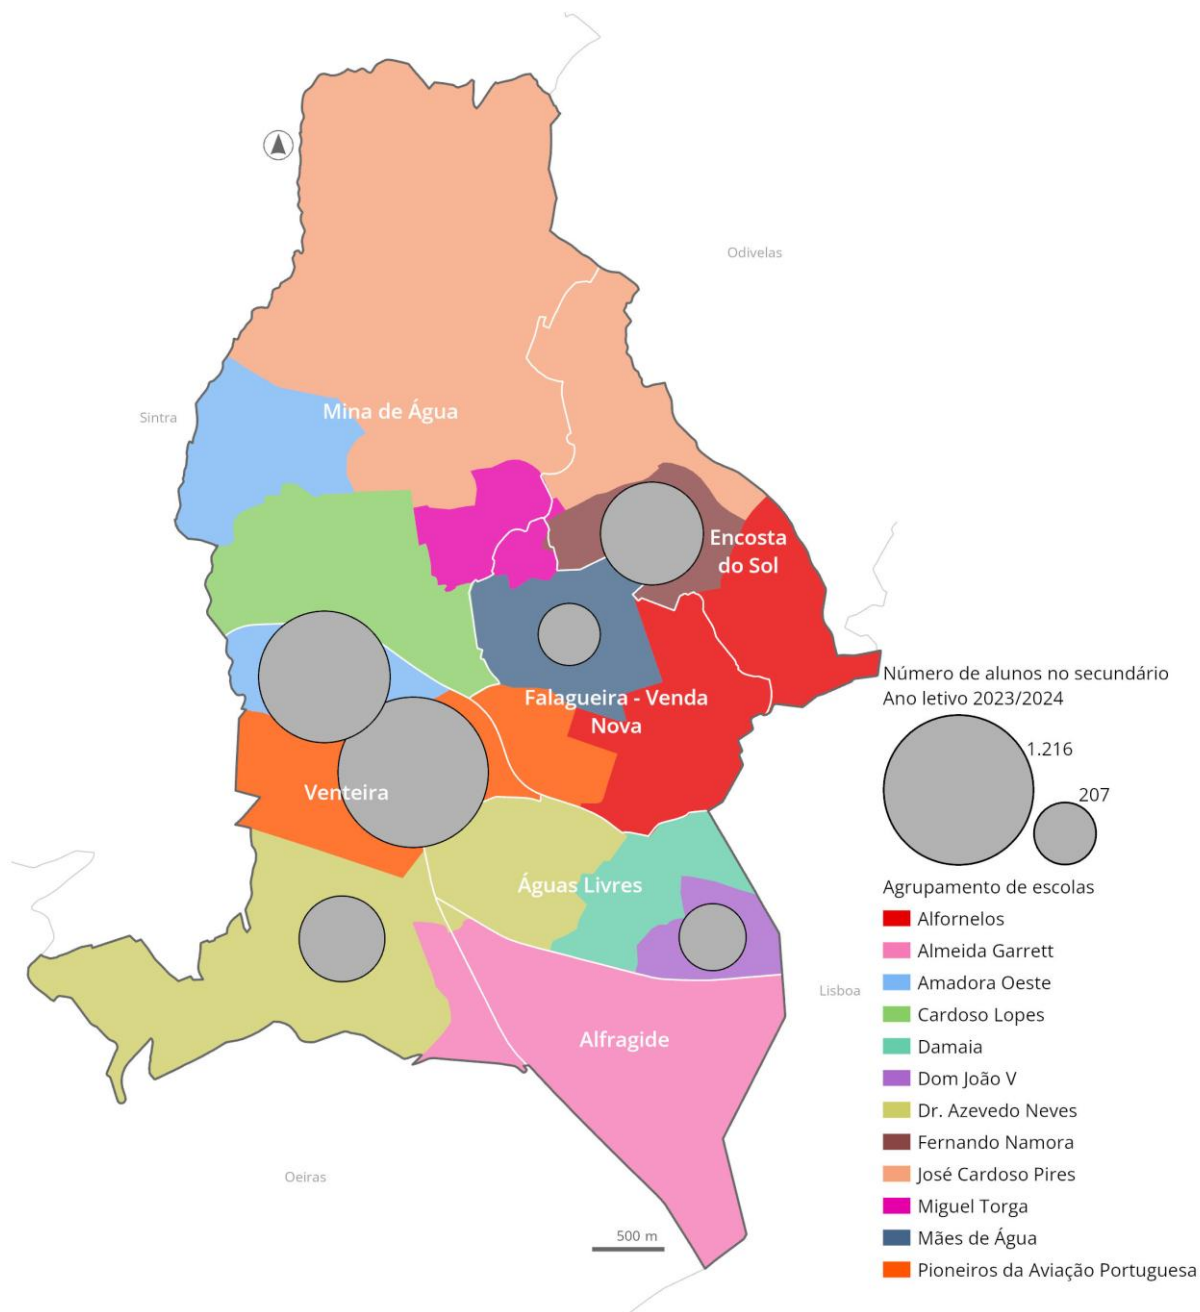 Odivelas
Sintra
Mina de Água
Encosta
do Sol
Número de alunos no secundário
Ano letivo 2023/2024
Falagueira - Venda
Nova
1.216
207
Venteira
Águas Livres
Agrupamento de escolas
Alfornelos
Almeida Garrett
Amadora Oeste
Lisboa
Cardoso Lopes
Alfragide
Damaia
Dom João V
Dr. Azevedo Neves
Fernando Namora
Oeiras
José Cardoso Pires
Miguel Torga
500 m
Mães de Água
Pioneiros da Aviação Portuguesa